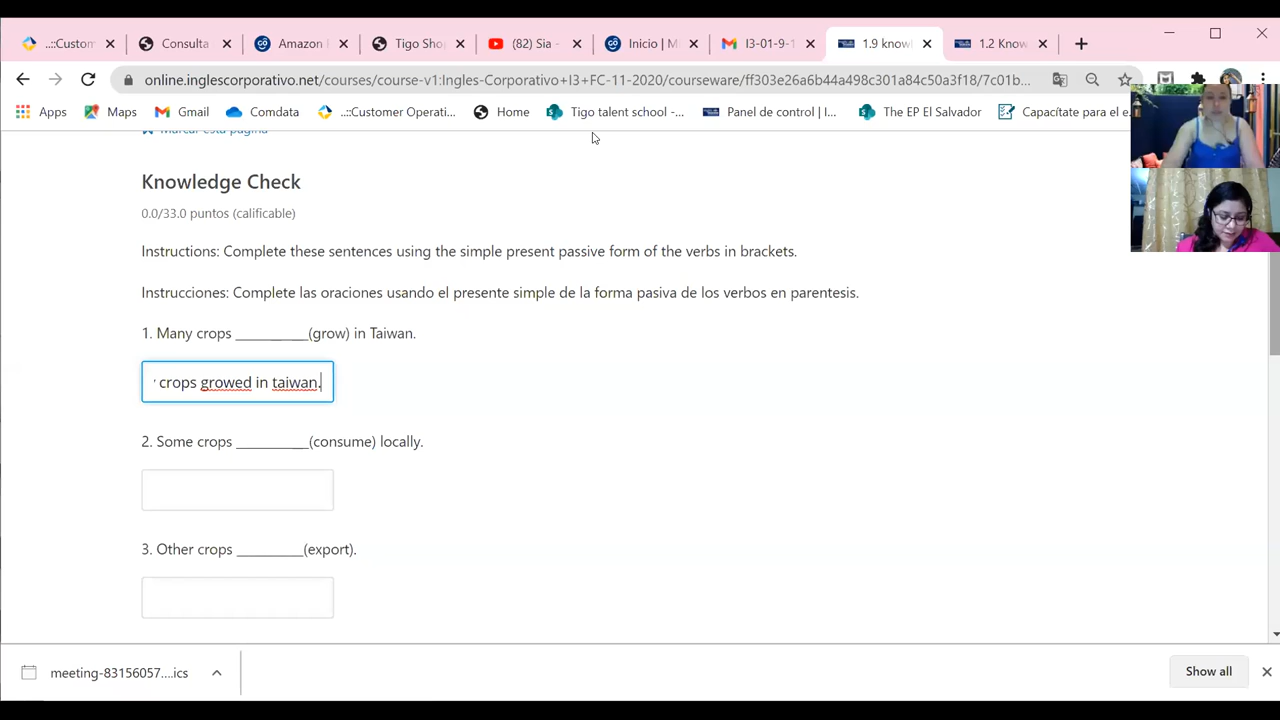 ..::Custom
Consulta
Amazon
Tigo Sho
(82) Sia -
Inicio | M
I3-01-9-1
1.9 know
1.2 Know
online.inglescorporativo.net/courses/course-v1:Ingles-Corporativo+I3+FC-11-2020/courseware/ff303e26a6b44a498c301a84c50a3f18/7c01b...
Apps
Maps
Gmail
Comdata
..::Customer Operati...
Home
Tigo talent school -...
Panel de control | I...
The EP El Salvador
Capacítate para el e...
Marcar esta página
Knowledge Check
0.0/33.0 puntos (calificable)
Instructions: Complete these sentences using the simple present passive form of the verbs in brackets.
Instrucciones: Complete las oraciones usando el presente simple de la forma pasiva de los verbos en parentesis.
1. Many crops __________(grow) in Taiwan.
crops growed in taiwan.
2. Some crops __________(consume) locally.
3. Other crops _________(export).
meeting-83156057....ics
Show all